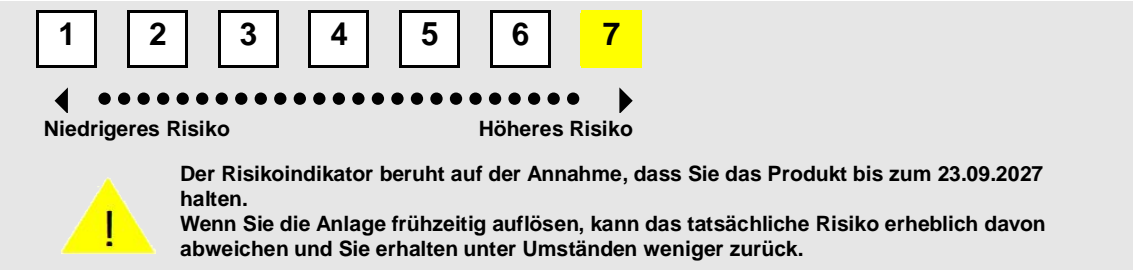 1 2 3 4 5 6 7
Niedrigeres Risiko Höheres Risiko
Der Risikoindikator beruht auf der Annahme, dass Sie das Produkt bis zum 23.09.2027
halten.
Wenn Sie die Anlage frühzeitig auflösen, kann das tatsächliche Risiko erheblich davon
abweichen und Sie erhalten unter Umständen weniger zurück.
!